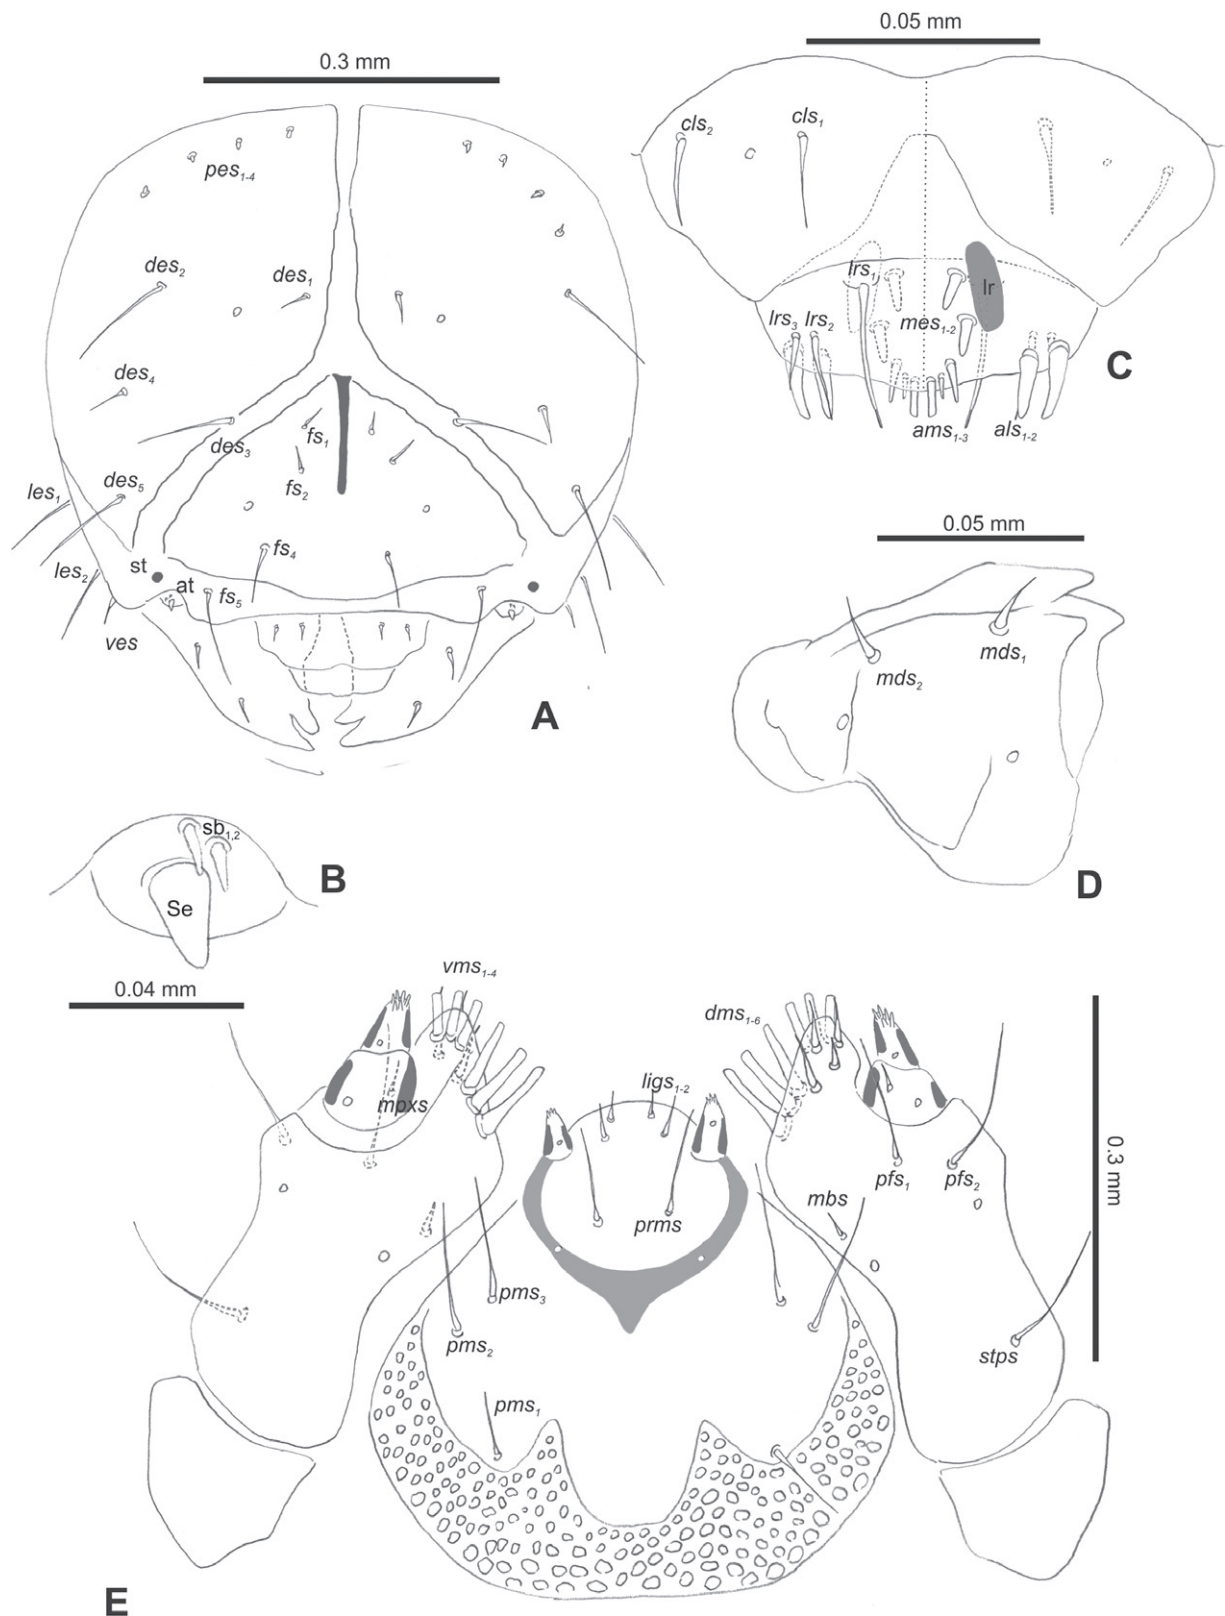 0.3 mm
pes1-4
des2
des1
des4
des3
fs1
fs2
les1
des5
fs4
st
les2
at
fs5
ves
A
0.05 mm
cls2
cls1
lrs1
lr
lrs3
lrs2
mes1-2
C
ams1-3
als1-2
0.05 mm
mds1
mds2
D
sb1,2
B
Se
0.04 mm
vms1-4
dms1-6
ligs1-2
mpxs
pfs1
pfs2
0.3 mm
mbs
prms
pms3
pms2
stps
pms1
E